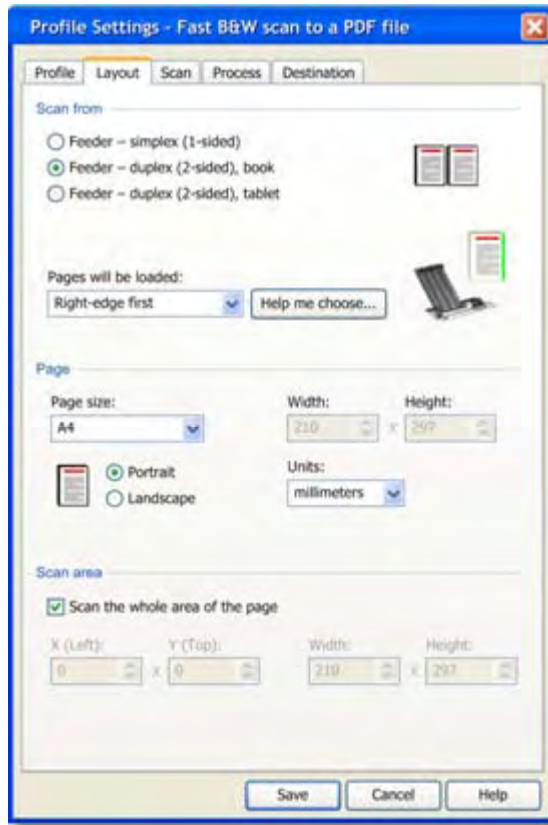 Profile Settings - Fast B&W scan to a PDF file
Profile Layout Scan Process Destination
Scan from
Feeder – simplex (1-sided)
Feeder – duplex (2-sided), book
Feeder – duplex (2-sided), tablet
Pages will be loaded:
Right-edge first Help me choose...
Page
Page size: Width: Height:
A4 210 x 297
Portrait Units:
Landscape millimeters
Scan area
Scan the whole area of the page
X (Left): Y (Top): Width: Height:
0 x 0 210 x 297
Save Cancel Help